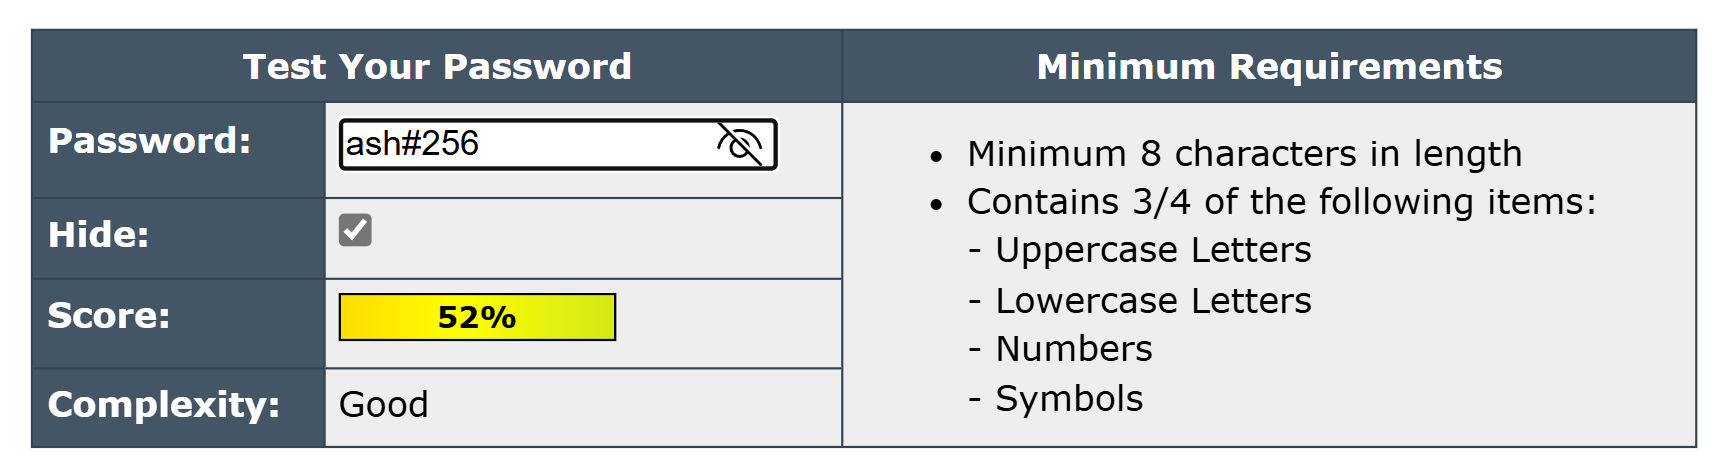 Test Your Password
Minimum Requirements
Password:
ash#256
Hide:
Score:
52%
Complexity:
Good
• Minimum 8 characters in length
• Contains 3/4 of the following items:
- Uppercase Letters
- Lowercase Letters
- Numbers
- Symbols